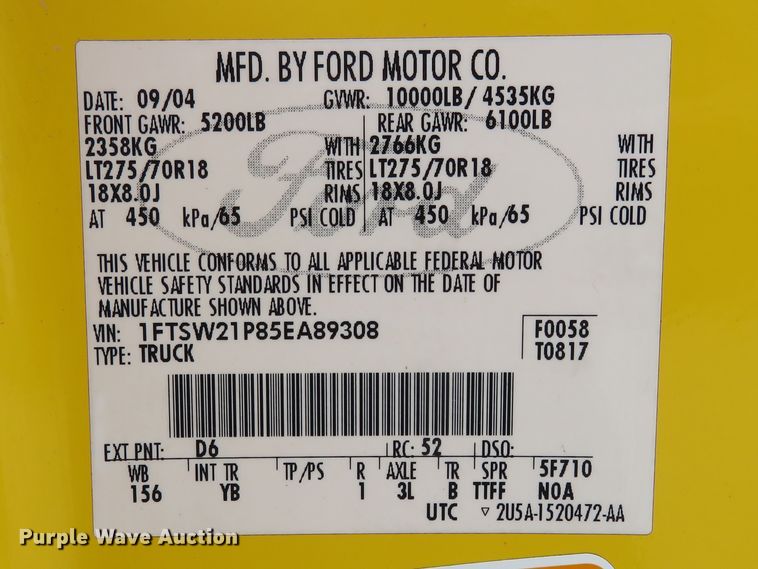 MFD. BY FORD MOTOR CO.
DATE: 09/04 GVWR: 10000LB/ 4535KG
FRONT GAWR: 5200LB REAR GAWR: 6100LB
2358KG WITH 2766KG WITH
LT275/70R18 TIRES LT275/70R18 TIRES
18X8.0J RIMS 18X8.0J RIMS
AT 450 kPa/65 PSI COLD AT 450 kPa/65 PSI COLD
Ford
THIS VEHICLE CONFORMS TO ALL APPLICABLE FEDERAL MOTOR
VEHICLE SAFETY STANDARDS IN EFFECT ON THE DATE OF
MANUFACTURE SHOWN ABOVE.
VIN: 1FTSW21P85EA89308 F0058
TYPE: TRUCK T0817
EXT PNT: D6 RC: 52 DSO:
WB INT TR TP/PS R AXLE TR SPR 5F710
156 YB 1 3L B TTFF NOA
UTC ▿ 2U5A-1520472-AA
Purple Wave Auction